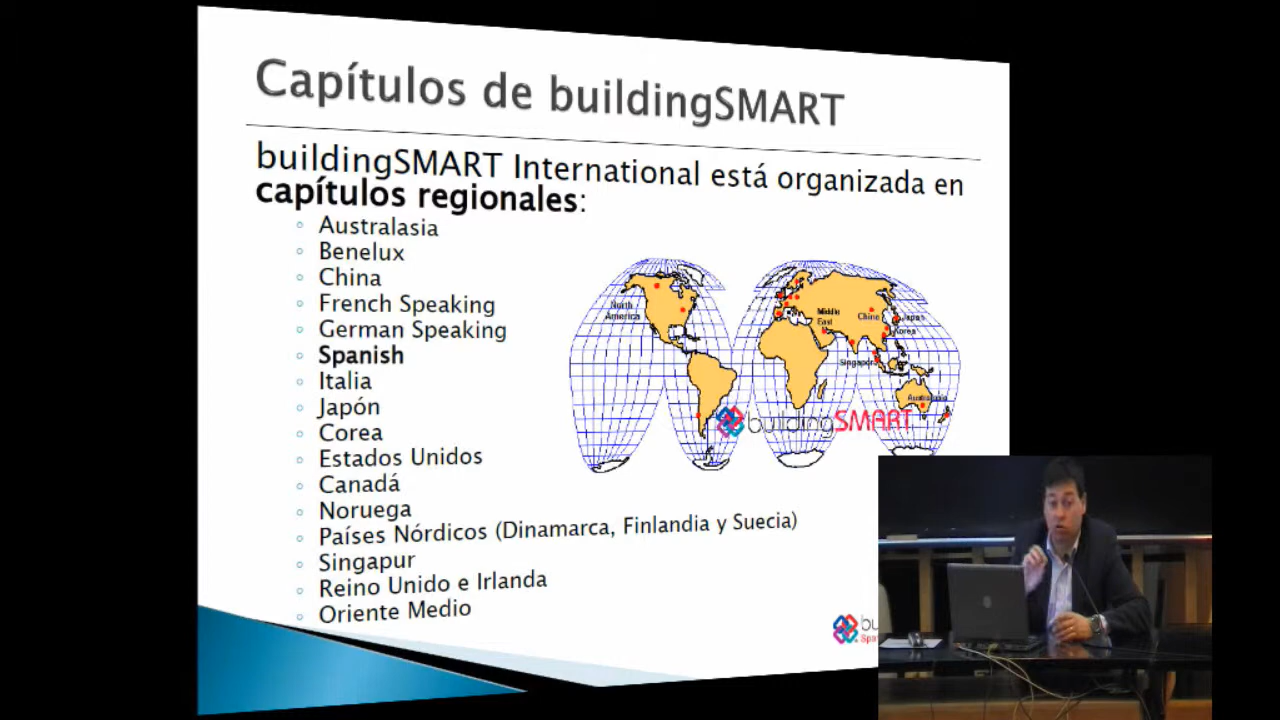 Capítulos de buildingSMART
buildingSMART International está organizada en
capítulos regionales:
Australasia
Benelux
China
French Speaking
German Speaking
Spanish
Italia
Japón
Corea
Estados Unidos
Canadá
Noruega
Países Nórdicos (Dinamarca, Finlandia y Suecia)
Singapur
Reino Unido e Irlanda
Oriente Medio
North
America
Middle
East
China
Japan
Korea
Singapore
Australasia
buildingSMART